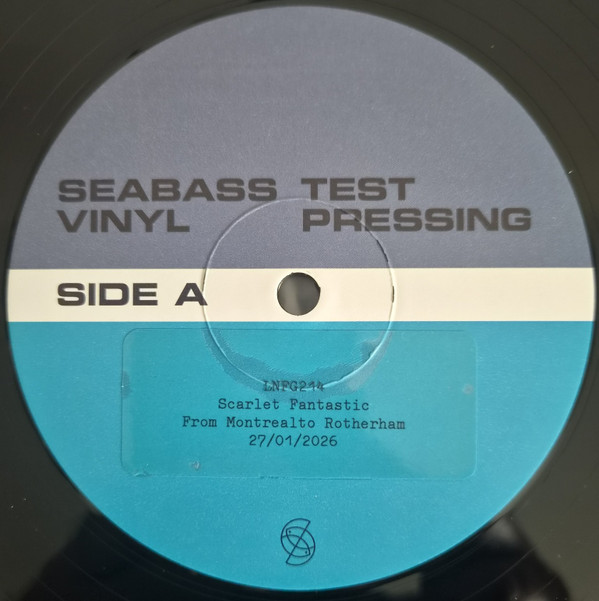 SEABASS TEST
VINYL PRESSING
SIDE A
LNFG244
Scarlet Fantastic
From Montrealto Rotherham
27/01/2026